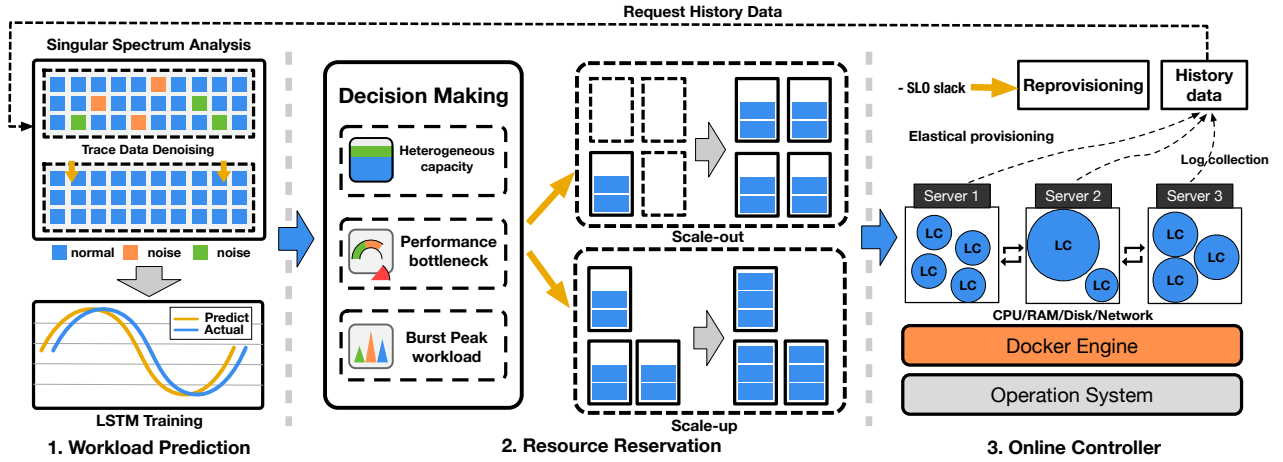 Request History Data
Singular Spectrum Analysis
Trace Data Denoising
normal
noise
noise
Predict
Actual
LSTM Training
1. Workload Prediction
Decision Making
Heterogeneous
capacity
Performance
bottleneck
Burst Peak
workload
Scale-out
Scale-up
2. Resource Reservation
- SLO slack
Reprovisioning
History
data
Elastical provisioning
Log collection
Server 1
Server 2
Server 3
LC
LC
LC
LC
LC
LC
LC
LC
LC
LC
CPU/RAM/Disk/Network
Docker Engine
Operation System
3. Online Controller